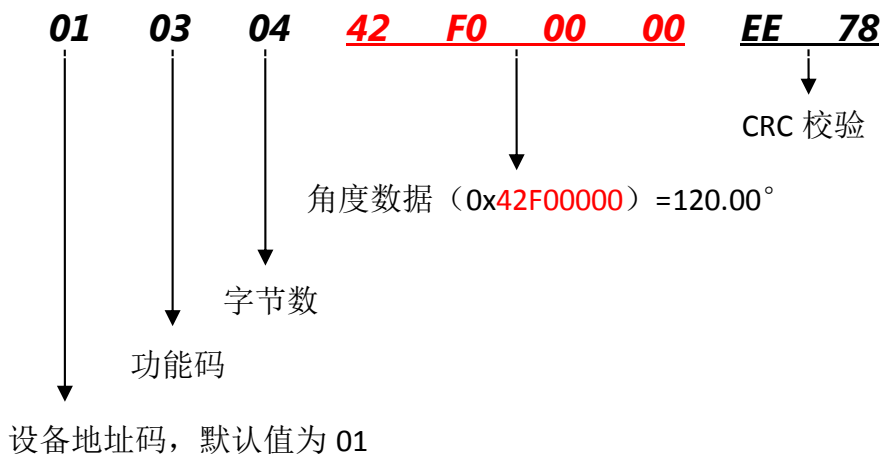 01 03 04 42 F0 00 00 EE 78
CRC 校验
角度数据（0x42F00000）=120.00°
字节数
功能码
设备地址码，默认值为 01